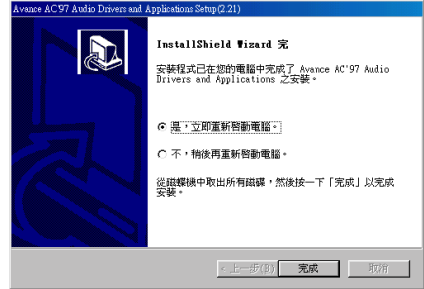 Avance AC'97 Audio Drivers and Applications Setup(2.21)
InstallShield Wizard 完
安裝程式已在您的電腦中完成了 Avance AC'97 Audio
Drivers and Applications 之安裝。
是，立即重新啓動電腦。
不，稍後再重新啓動電腦。
從磁碟機中取出所有磁碟，然後按一下「完成」以完成
安裝。
< 上一步(B)
完成
取消